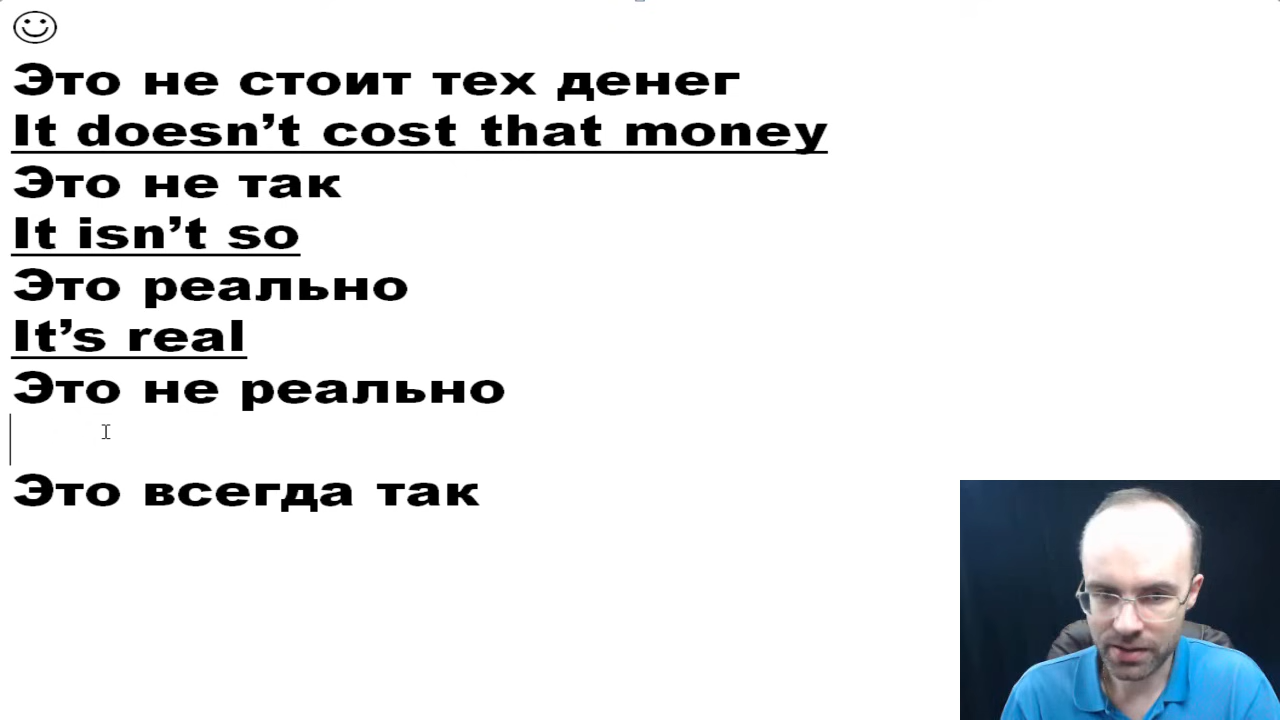 Это не стоит тех денег
It doesn’t cost that money
Это не так
It isn’t so
Это реально
It’s real
Это не реально
Это всегда так